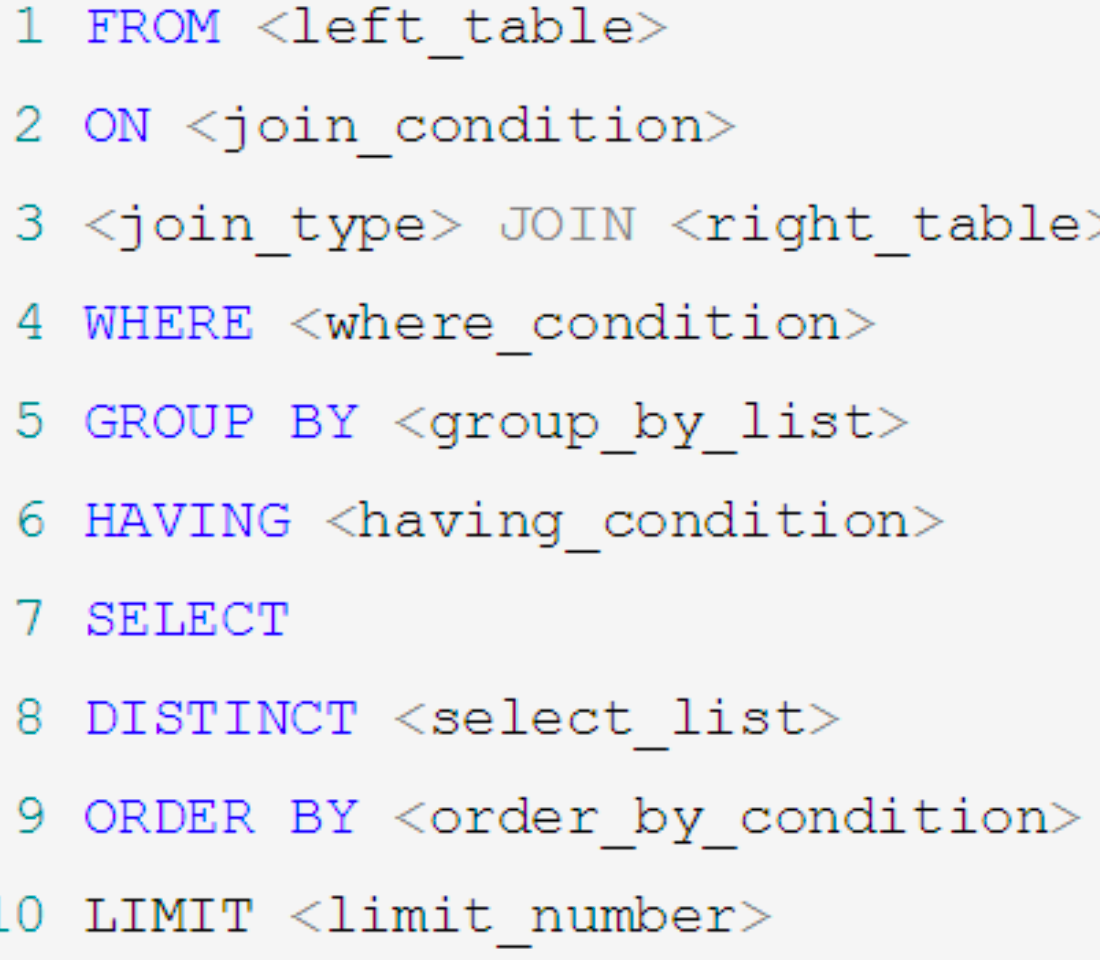 1 FROM <left_table>
2 ON <join_condition>
3 <join_type> JOIN <right_table>
4 WHERE <where_condition>
5 GROUP BY <group_by_list>
6 HAVING <having_condition>
7 SELECT
8 DISTINCT <select_list>
9 ORDER BY <order_by_condition>
10 LIMIT <limit_number>